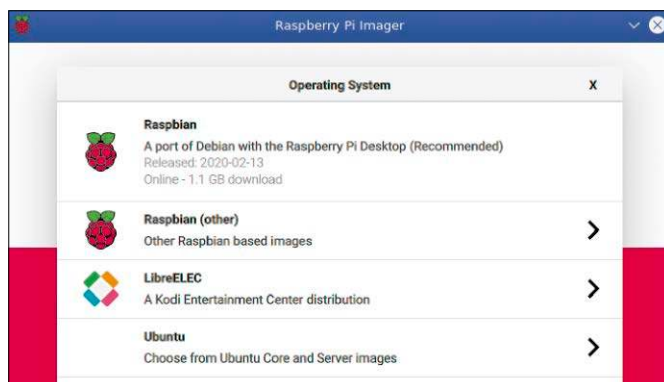 Raspberry Pi Imager
Operating System X
Raspbian
A port of Debian with the Raspberry Pi Desktop (Recommended)
Released: 2020-02-13
Online - 1.1 GB download
Raspbian (other)
Other Raspbian based images
LibreELEC
A Kodi Entertainment Center distribution
Ubuntu
Choose from Ubuntu Core and Server images